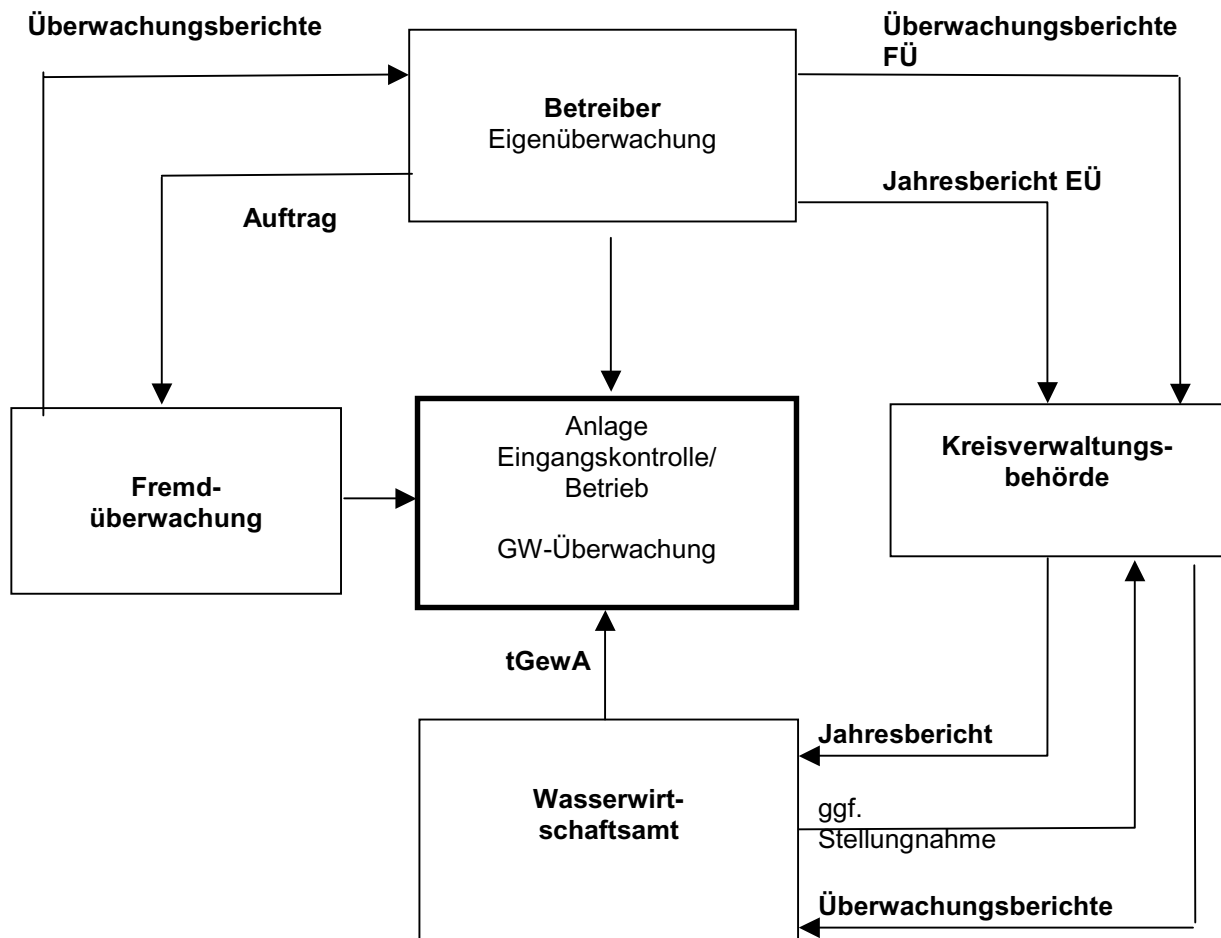 Überwachungsberichte
Betreiber
Eigenüberwachung
Überwachungsberichte
FÜ
Jahresbericht EÜ
Auftrag
Fremd-
überwachung
Anlage
Eingangskontrolle/
Betrieb
GW-Überwachung
Kreisverwaltungs-
behörde
tGewA
Wasserwirt-
schaftsamt
Jahresbericht
ggf.
Stellungnahme
Überwachungsberichte